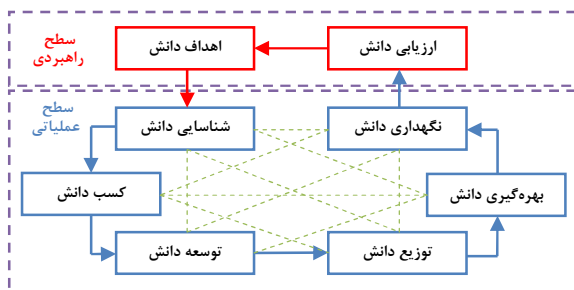 سطح
راهبردی
اهداف دانش
ارزیابی دانش
سطح
عملیاتی
شناسایی دانش
نگهداری دانش
کسب دانش
بهره‌گیری دانش
توسعه دانش
توزیع دانش